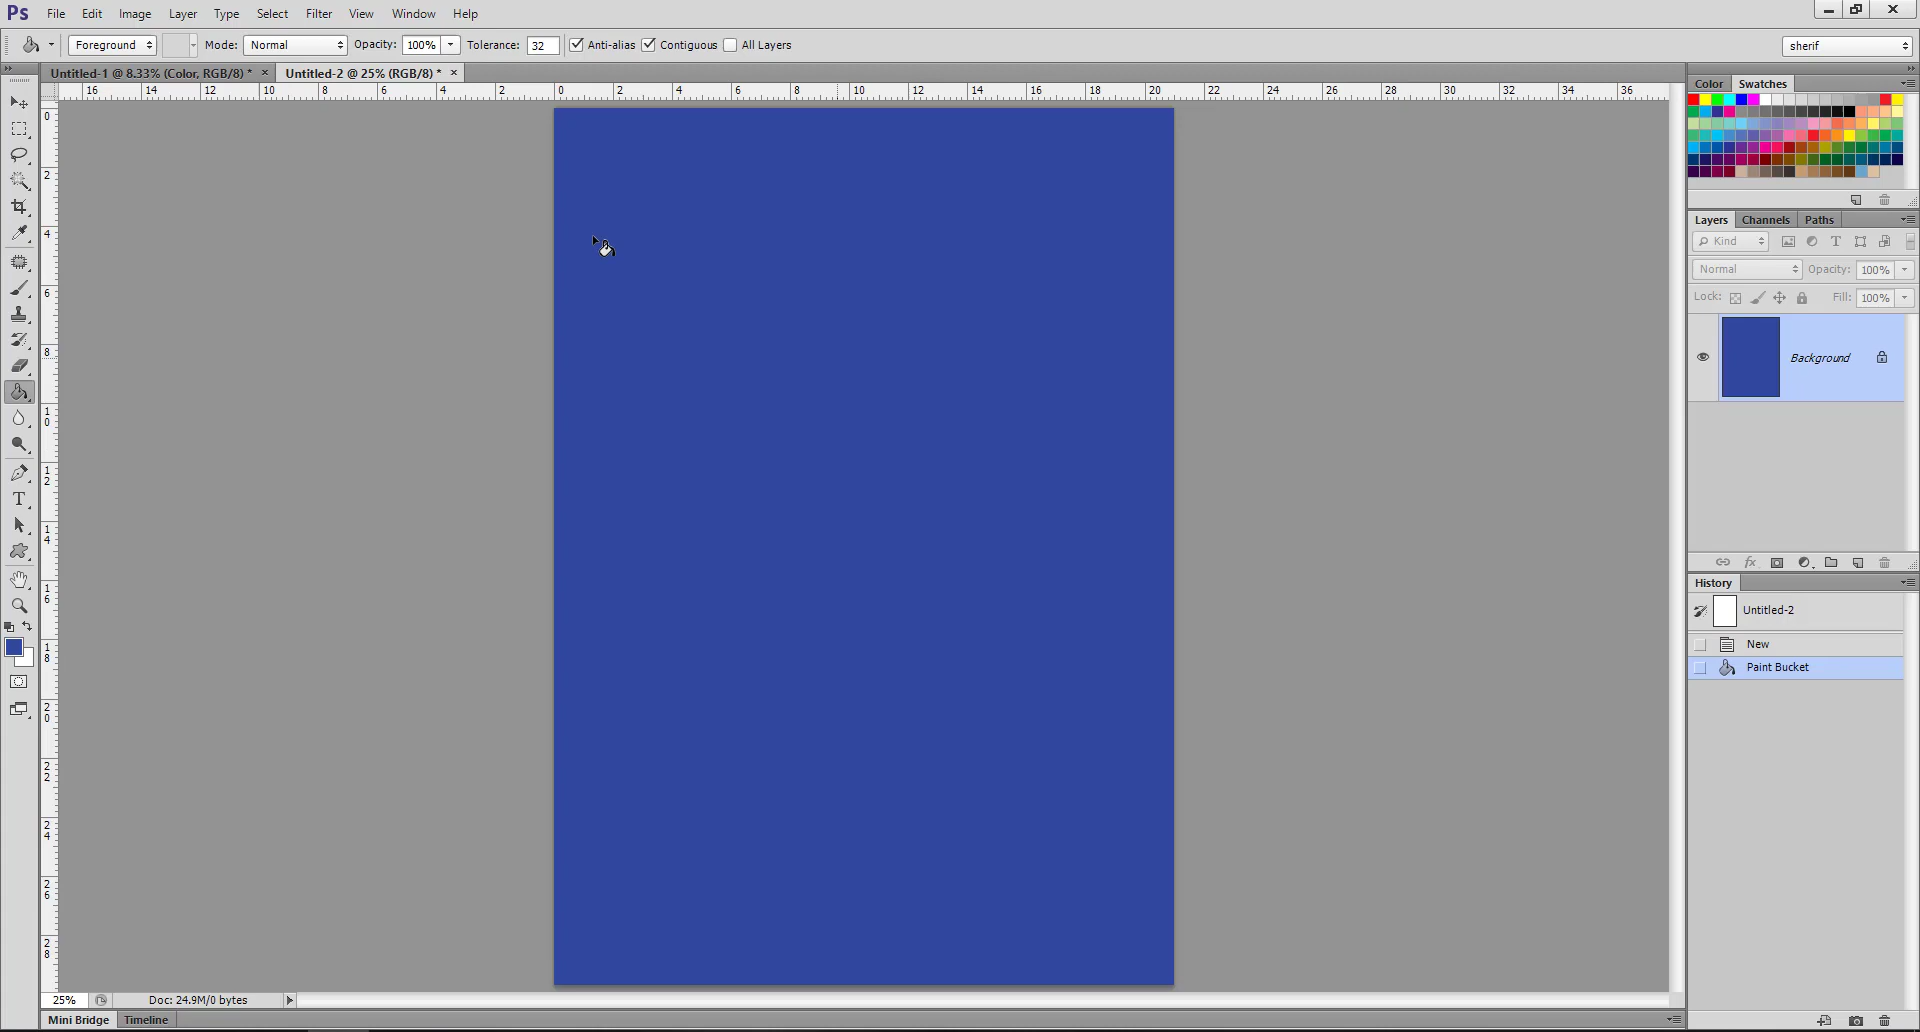 Ps File Edit Image Layer Type Select Filter View Window Help
Foreground Mode: Normal Opacity: 100% Tolerance: 32 Anti-alias Contiguous All Layers sherif
Untitled-1 @ 8.33% (Color, RGB/8) * × Untitled-2 @ 25% (RGB/8) * ×
16 14 12 10 8 6 4 2 0 2 4 6 8 10 12 14 16 18 20 22 24 26 28 30 32 34 36
0
2
4
6
8
10
12
14
16
18
20
22
24
26
28
Color Swatches
Layers Channels Paths
Kind
Normal Opacity: 100%
Lock: Fill: 100%
Background
fx
History
Untitled-2
New
Paint Bucket
25% Doc: 24.9M/0 bytes
Mini Bridge Timeline